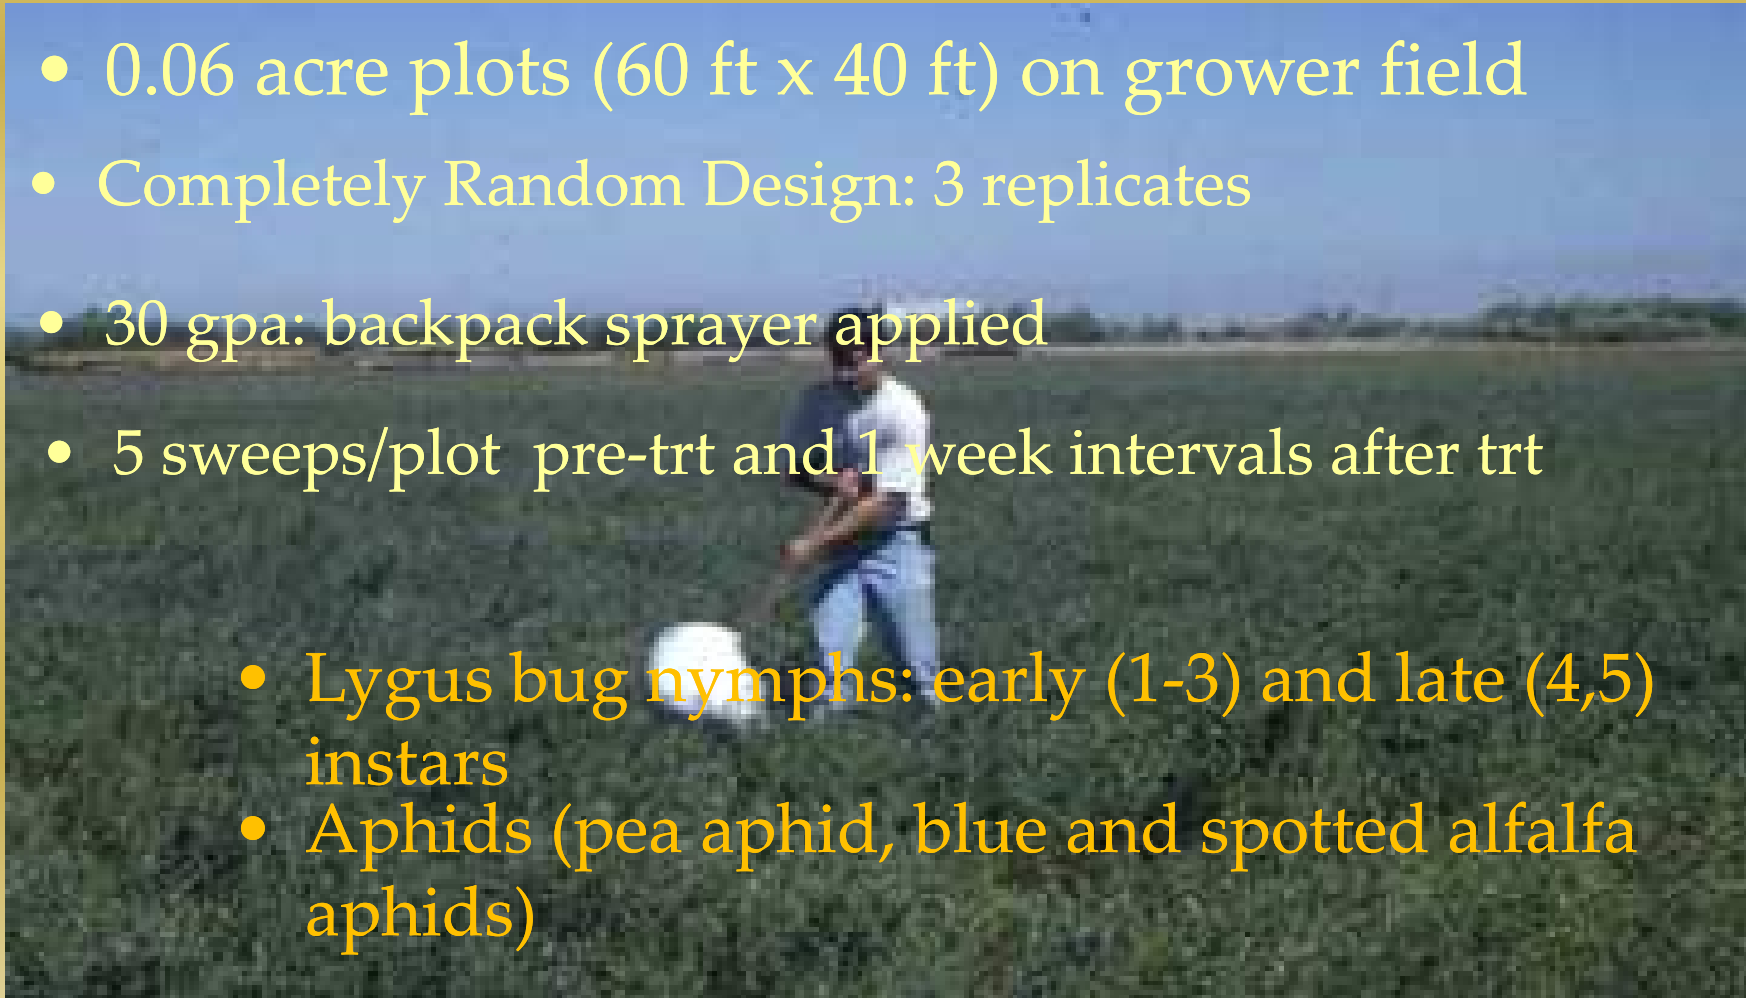 • 0.06 acre plots (60 ft x 40 ft) on grower field
• Completely Random Design: 3 replicates
• 30 gpa: backpack sprayer applied
• 5 sweeps/plot pre-trt and 1 week intervals after trt
• Lygus bug nymphs: early (1-3) and late (4,5)
instars
• Aphids (pea aphid, blue and spotted alfalfa
aphids)